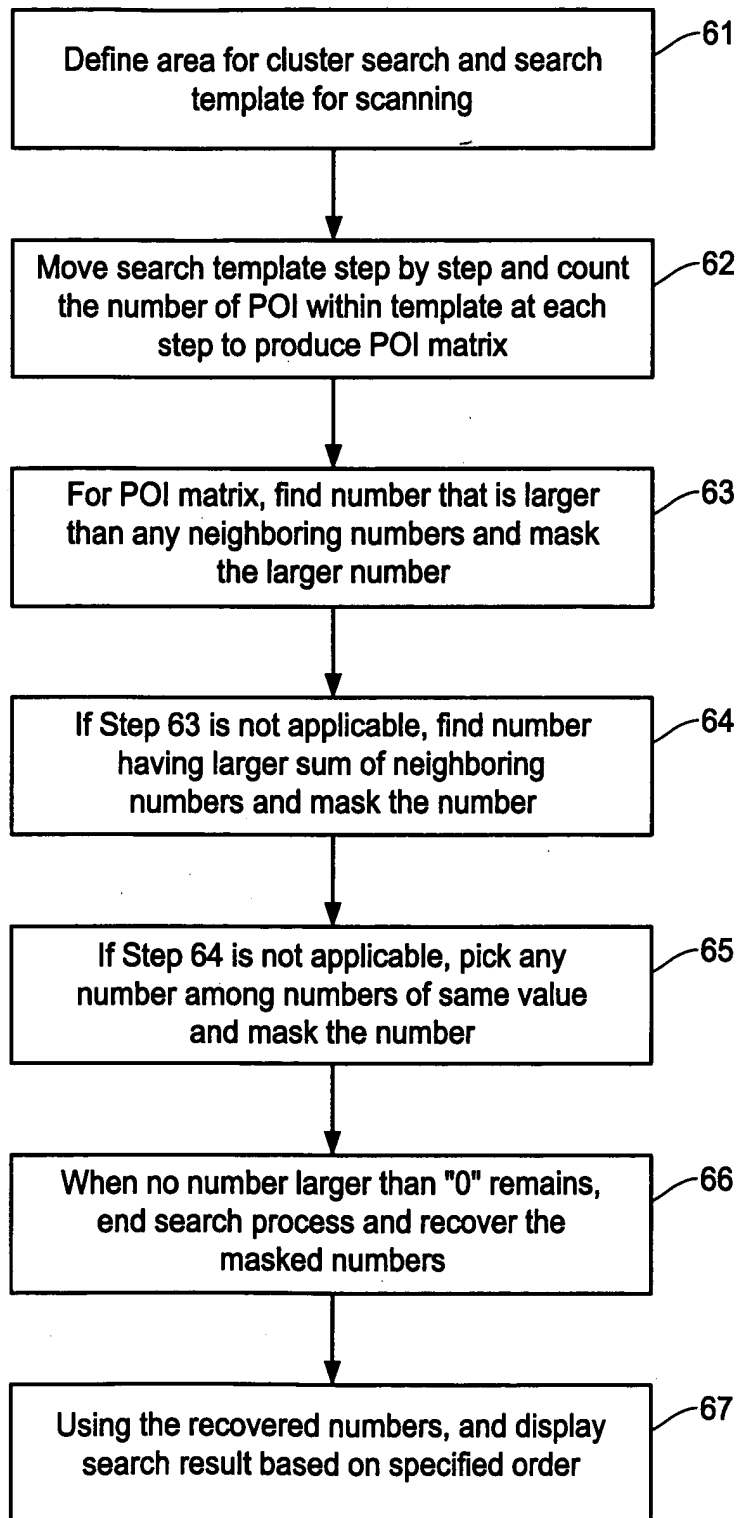 Define area for cluster search and search
template for scanning
61
Move search template step by step and count
the number of POI within template at each
step to produce POI matrix
62
For POI matrix, find number that is larger
than any neighboring numbers and mask
the larger number
63
If Step 63 is not applicable, find number
having larger sum of neighboring
numbers and mask the number
64
If Step 64 is not applicable, pick any
number among numbers of same value
and mask the number
65
When no number larger than "0" remains,
end search process and recover the
masked numbers
66
Using the recovered numbers, and display
search result based on specified order
67